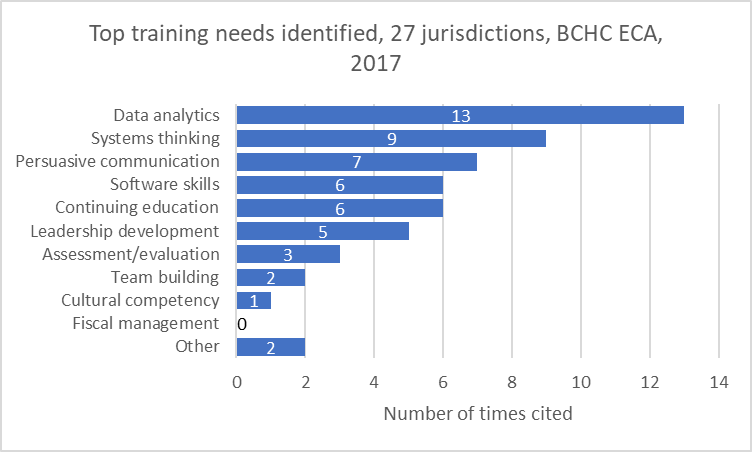 Top training needs identified, 27 jurisdictions, BCHC ECA,
2017
Data analytics 13
Systems thinking 9
Persuasive communication 7
Software skills 6
Continuing education 6
Leadership development 5
Assessment/evaluation 3
Team building 2
Cultural competency 1
Fiscal management 0
Other 2
0 2 4 6 8 10 12 14
Number of times cited